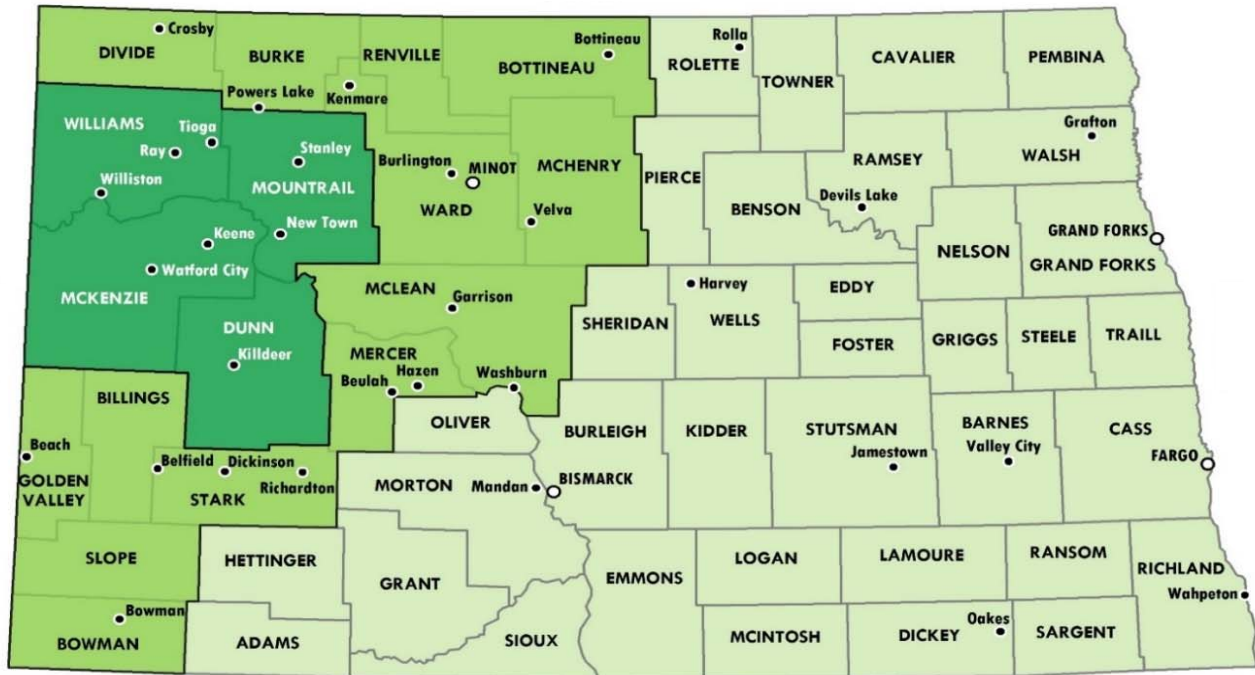 Crosby
DIVIDE
BURKE
RENVILLE
Bottineau
BOTTINEAU
Rolla
ROLETTE
TOWNER
CAVALIER
PEMBINA
Powers Lake
Kenmare
WILLIAMS
Tioga
Ray
Stanley
Williston
MOUNTRAIL
Burlington
MINOT
MCHENRY
WARD
Velva
New Town
PIERCE
BENSON
RAMSEY
Devils Lake
Grafton
WALSH
NELSON
GRAND FORKS
GRAND FORKS
Keene
Watford City
MCKENZIE
DUNN
Killdeer
MCLEAN
Garrison
MERCER
Hazen
Beulah
Washburn
SHERIDAN
Harvey
WELLS
EDDY
FOSTER
GRIGGS
STEELE
TRAILL
BILLINGS
Beach
GOLDEN
VALLEY
Belfield
Dickinson
Richardton
STARK
OLIVER
MORTON
Mandan
BISMARCK
BURLEIGH
KIDDER
STUTSMAN
Jamestown
BARNES
Valley City
CASS
FARGO
SLOPE
HETTINGER
GRANT
Bowman
BOWMAN
ADAMS
SIOUX
EMMONS
LOGAN
LAMOURE
RANSOM
RICHLAND
Wahpeton
MCINTOSH
DICKEY
Oakes
SARGENT